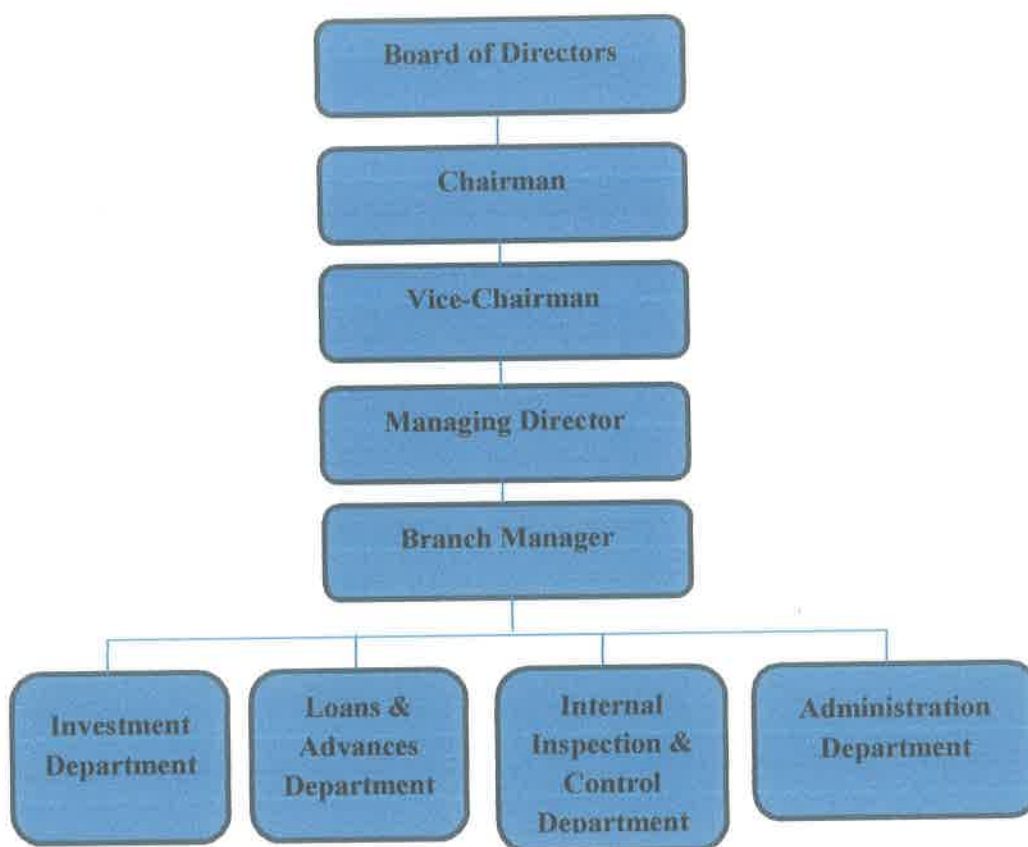 Board of Directors
Chairman
Vice-Chairman
Managing Director
Branch Manager
Investment
Department
Loans &
Advances
Department
Internal
Inspection &
Control
Department
Administration
Department